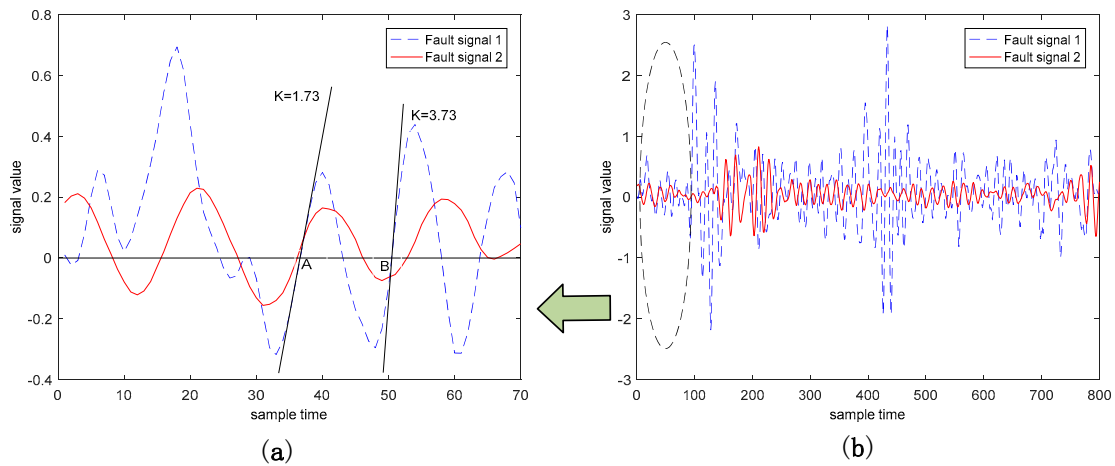 0.8
0.6
0.4
0.2
0
-0.2
-0.4
signal value
0 10 20 30 40 50 60 70
sample time
Fault signal 1
Fault signal 2
K=1.73
K=3.73
A
B
(a)
3
2
1
0
-1
-2
-3
signal value
0 100 200 300 400 500 600 700 800
sample time
Fault signal 1
Fault signal 2
(b)